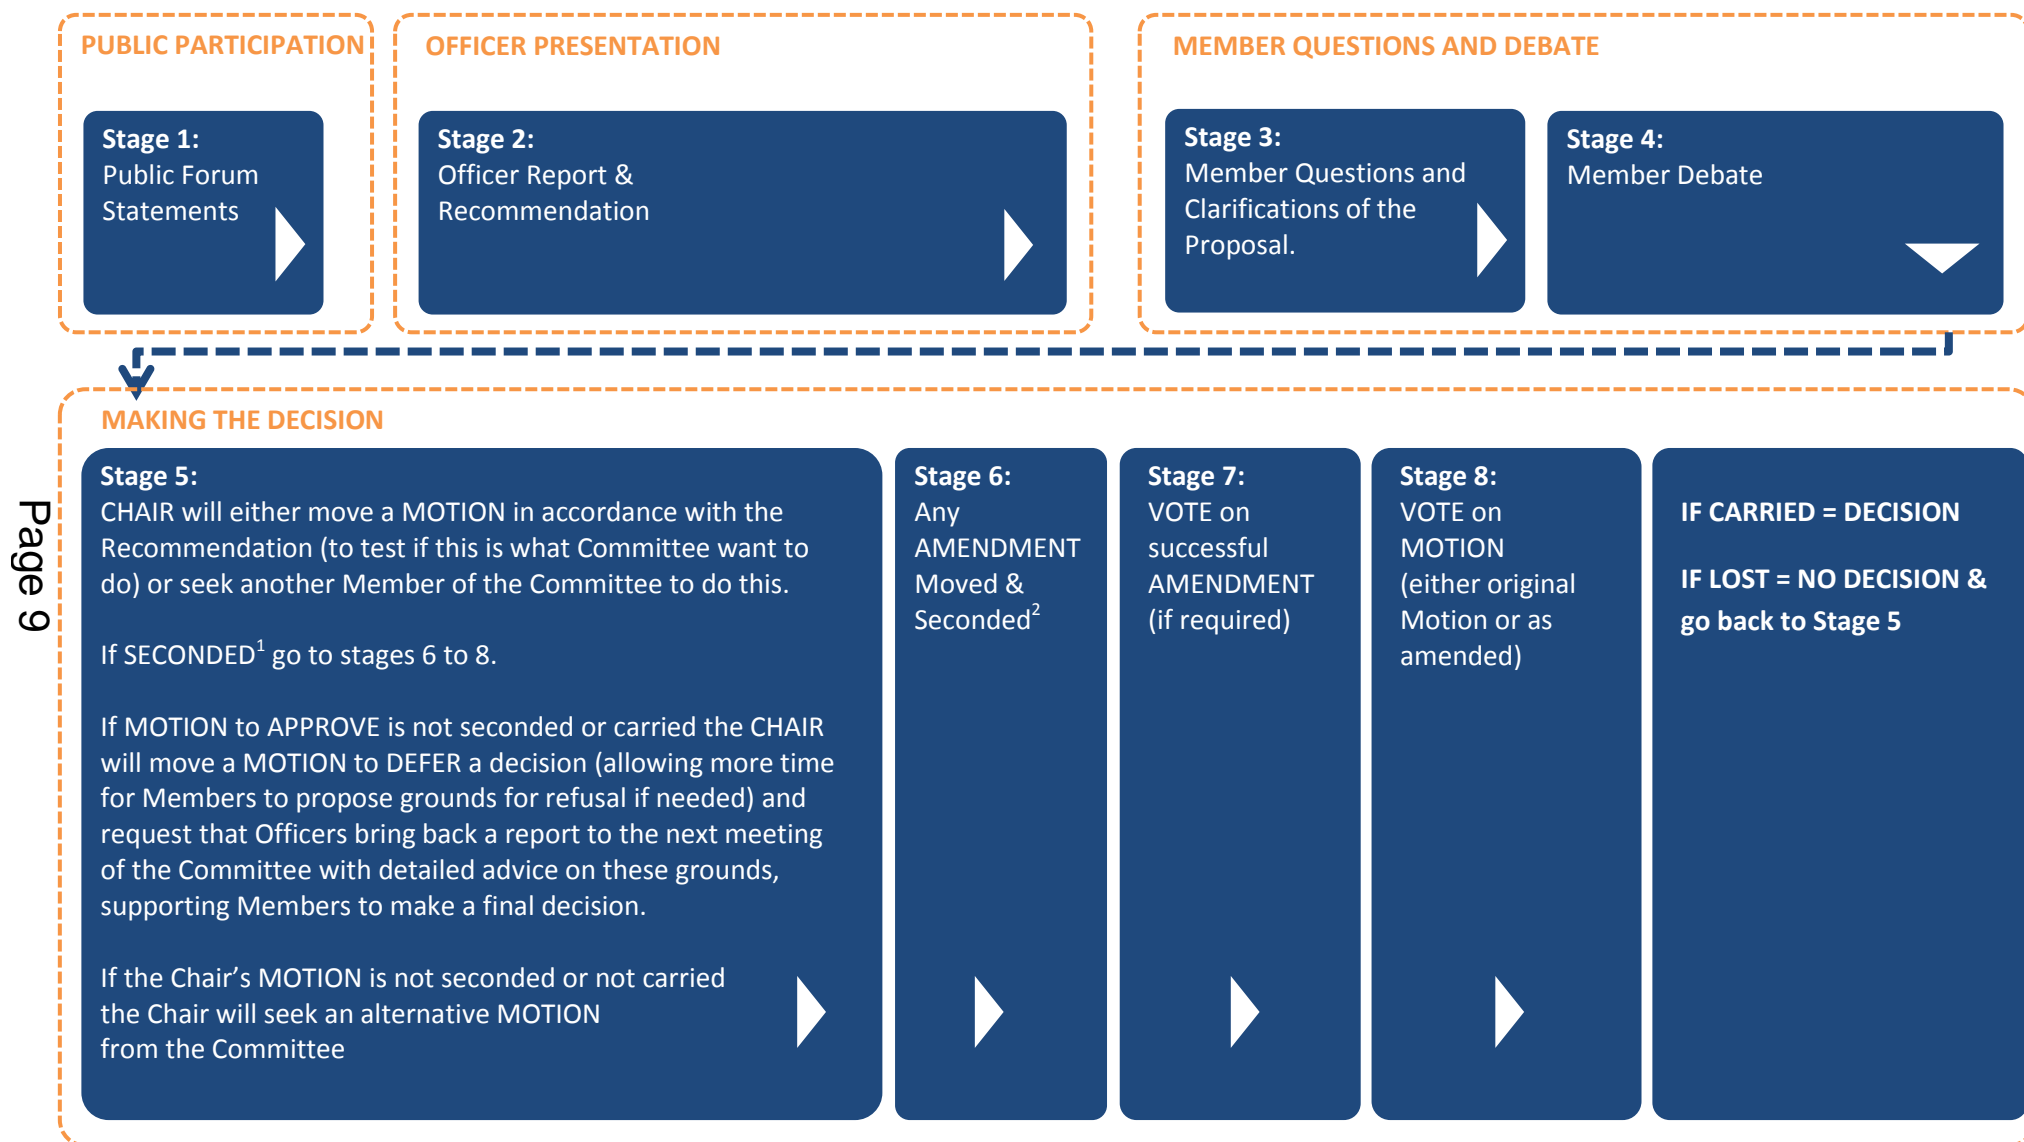 PUBLIC PARTICIPATION
Stage 1:
Public Forum
Statements
OFFICER PRESENTATION
Stage 2:
Officer Report &
Recommendation
MEMBER QUESTIONS AND DEBATE
Stage 3:
Member Questions and
Clarifications of the
Proposal.
Stage 4:
Member Debate
MAKING THE DECISION
Stage 5:
CHAIR will either move a MOTION in accordance with the
Recommendation (to test if this is what Committee want to
do) or seek another Member of the Committee to do this.
If SECONDED¹ go to stages 6 to 8.
If MOTION to APPROVE is not seconded or carried the CHAIR
will move a MOTION to DEFER a decision (allowing more time
for Members to propose grounds for refusal if needed) and
request that Officers bring back a report to the next meeting
of the Committee with detailed advice on these grounds,
supporting Members to make a final decision.
If the Chair’s MOTION is not seconded or not carried
the Chair will seek an alternative MOTION
from the Committee
Stage 6:
Any
AMENDMENT
Moved &
Seconded²
Stage 7:
VOTE on
successful
AMENDMENT
(if required)
Stage 8:
VOTE on
MOTION
(either original
Motion or as
amended)
IF CARRIED = DECISION
IF LOST = NO DECISION &
go back to Stage 5
Page 9